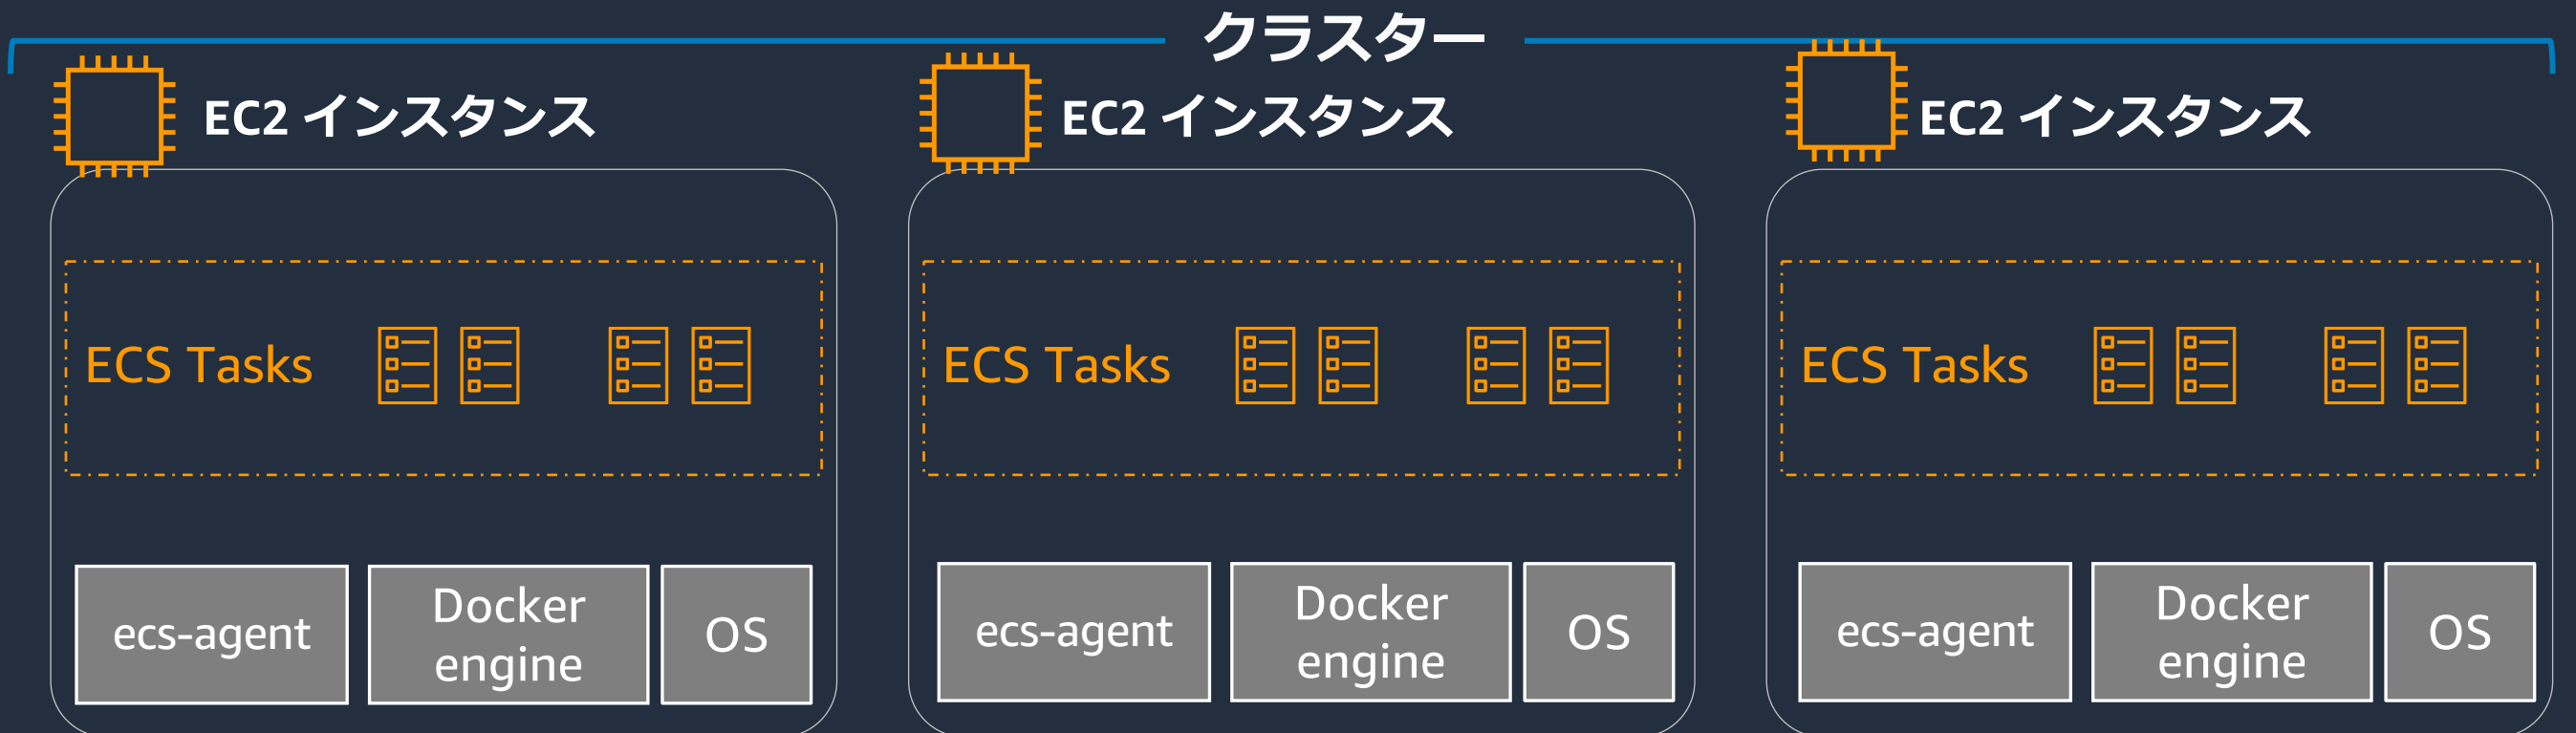 クラスター
EC2 インスタンス
EC2 インスタンス
EC2 インスタンス
ECS Tasks
ECS Tasks
ECS Tasks
ecs-agent
Docker
engine
OS
ecs-agent
Docker
engine
OS
ecs-agent
Docker
engine
OS